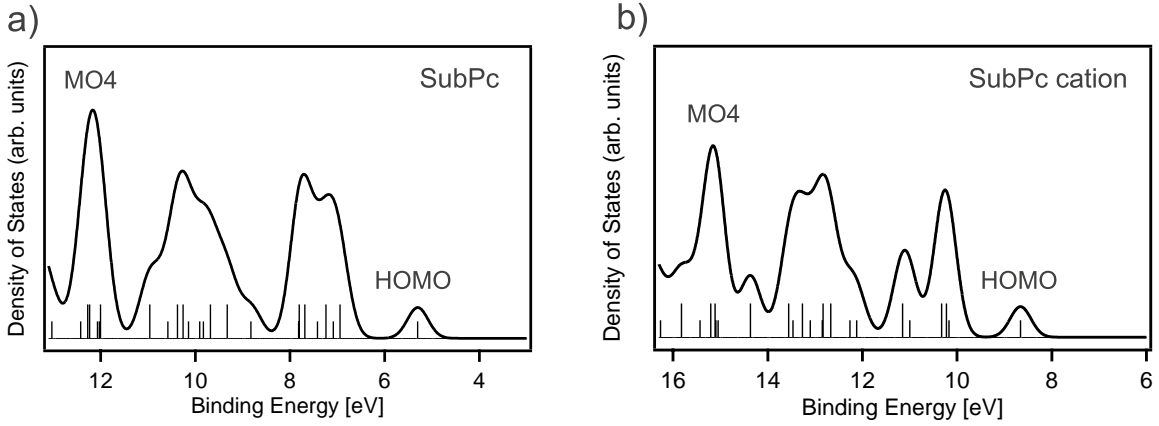 a)
Density of States (arb. units)
MO4
SubPc
HOMO
12 10 8 6 4
Binding Energy [eV]
b)
Density of States (arb. units)
MO4
SubPc cation
HOMO
16 14 12 10 8 6
Binding Energy [eV]